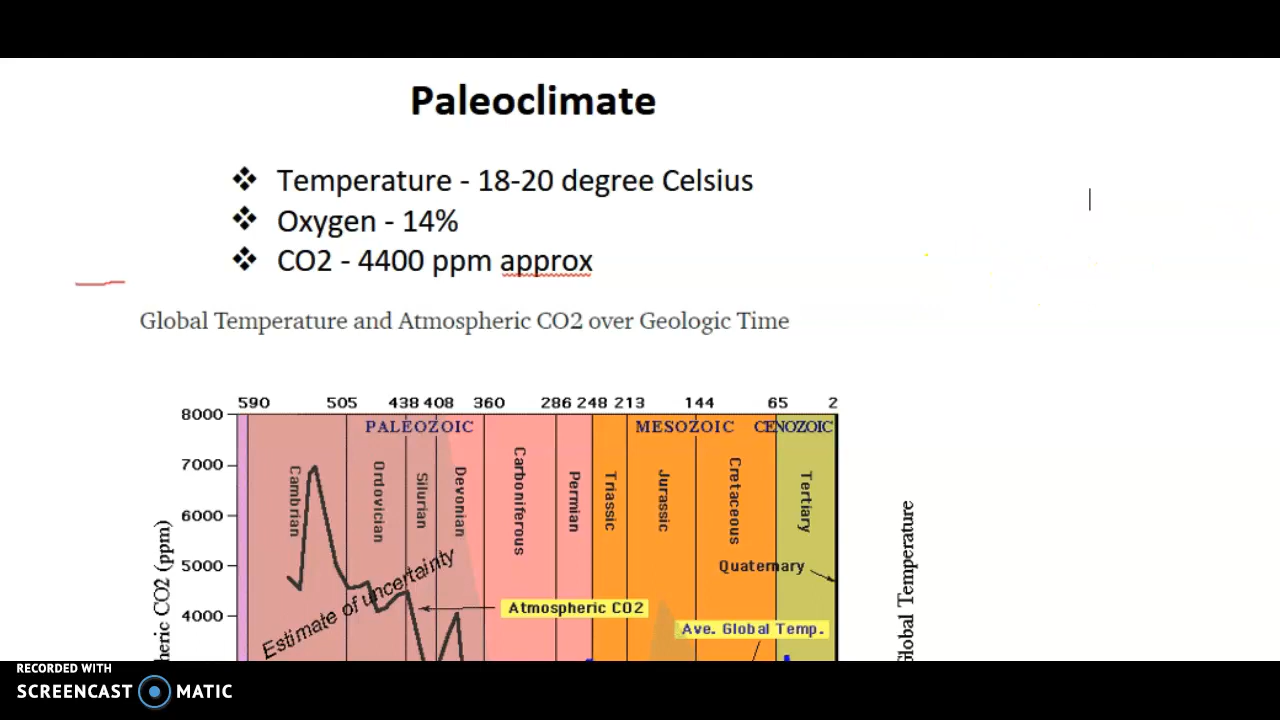 Paleoclimate
❖ Temperature - 18-20 degree Celsius
❖ Oxygen - 14%
❖ CO2 - 4400 ppm approx
Global Temperature and Atmospheric CO2 over Geologic Time
590 505 438 408 360 286 248 213 144 65 2
8000
PALEOZOIC MESOZOIC CENOZOIC
7000
6000
5000
4000
Cambrian
Ordovician
Silurian
Devonian
Carboniferous
Permian
Triassic
Jurassic
Cretaceous
Tertiary
Quaternary
Estimate of uncertainty
Atmospheric CO2
Ave. Global Temp.
heric CO2 (ppm)
Global Temperature
RECORDED WITH
SCREENCAST MATIC